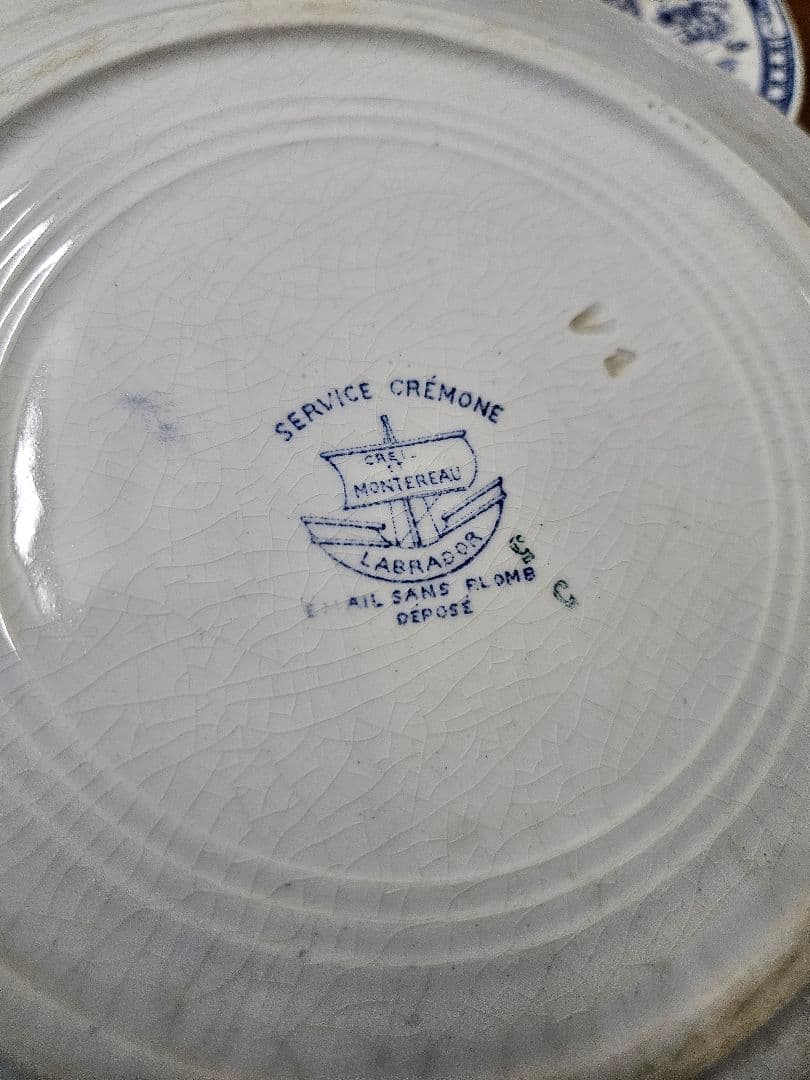 SERVICE CRÉMONE
CREIL
ET
MONTEREAU
LABRADOR
EMAIL SANS PLOMB
DÉPOSÉ